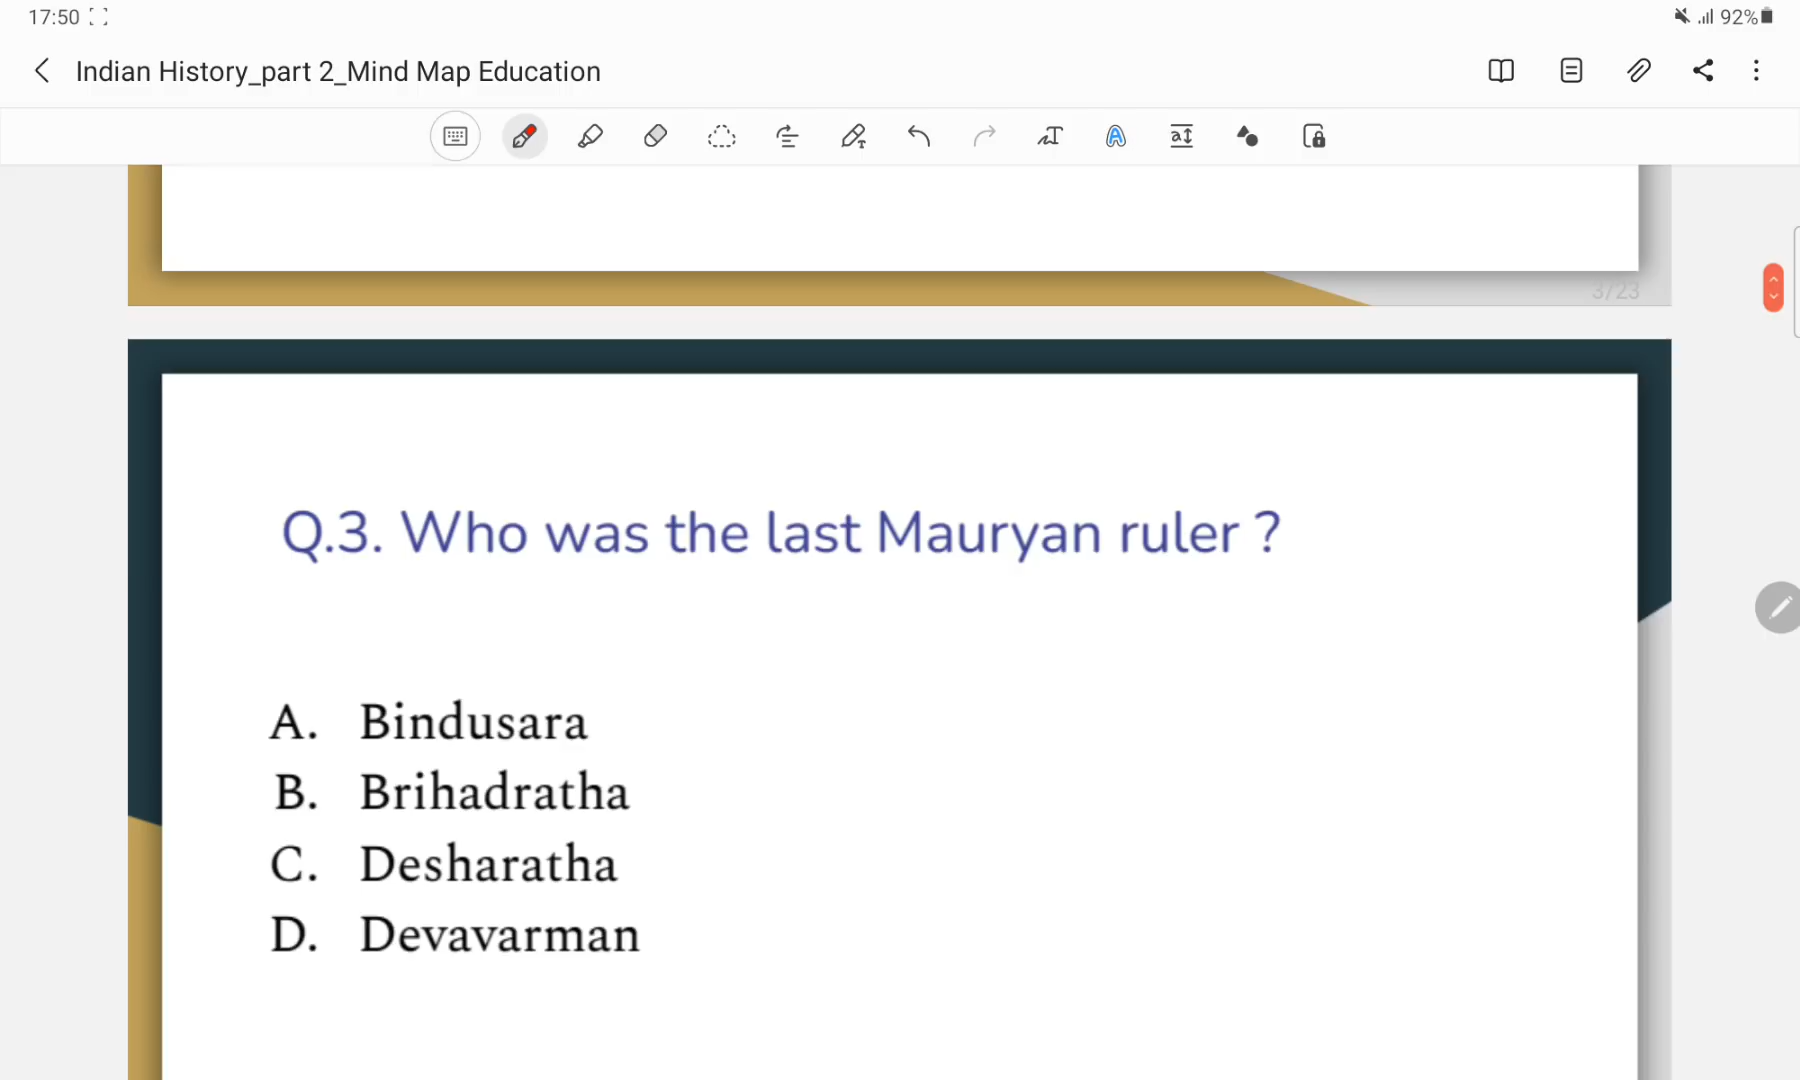 17:50
92%
Indian History_part 2_Mind Map Education
3/23
Q.3. Who was the last Mauryan ruler ?
A. Bindusara
B. Brihadratha
C. Desharatha
D. Devavarman